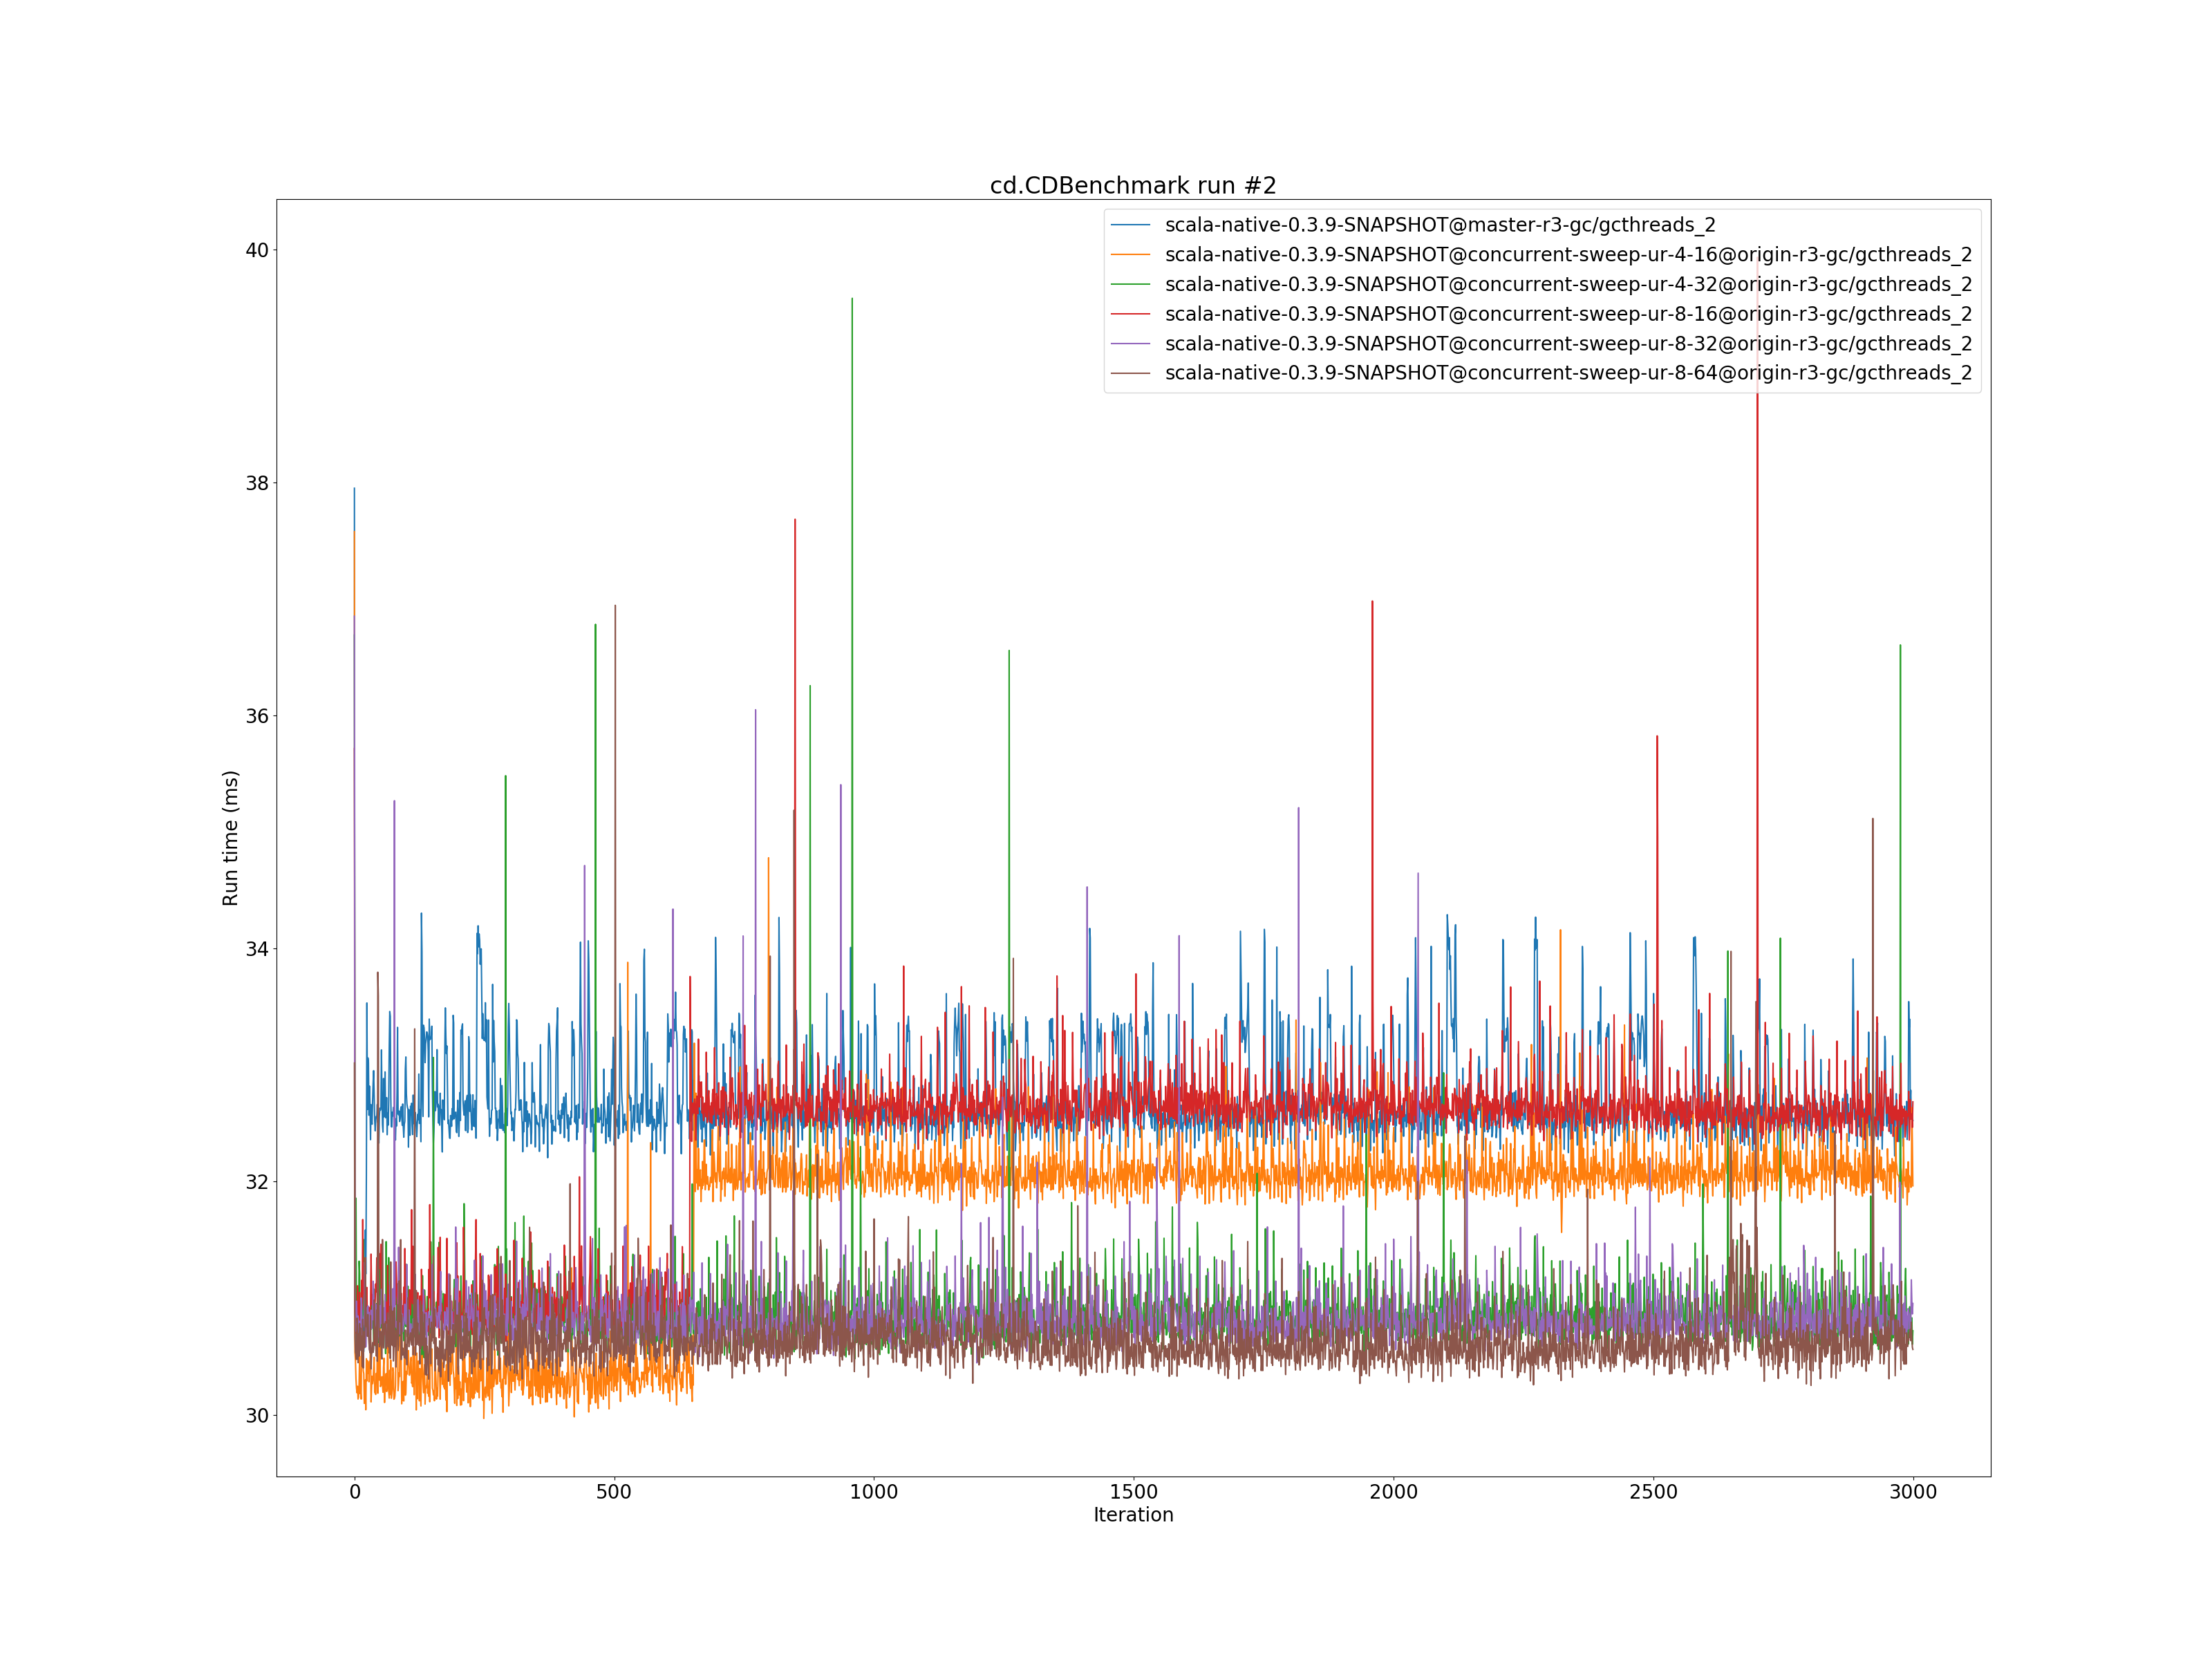 cd.CDBenchmark run #2
scala-native-0.3.9-SNAPSHOT@master-r3-gc/gcthreads_2
scala-native-0.3.9-SNAPSHOT@concurrent-sweep-ur-4-16@origin-r3-gc/gcthreads_2
scala-native-0.3.9-SNAPSHOT@concurrent-sweep-ur-4-32@origin-r3-gc/gcthreads_2
scala-native-0.3.9-SNAPSHOT@concurrent-sweep-ur-8-16@origin-r3-gc/gcthreads_2
scala-native-0.3.9-SNAPSHOT@concurrent-sweep-ur-8-32@origin-r3-gc/gcthreads_2
scala-native-0.3.9-SNAPSHOT@concurrent-sweep-ur-8-64@origin-r3-gc/gcthreads_2
Run time (ms)
40
38
36
34
32
30
0 500 1000 1500 2000 2500 3000
Iteration